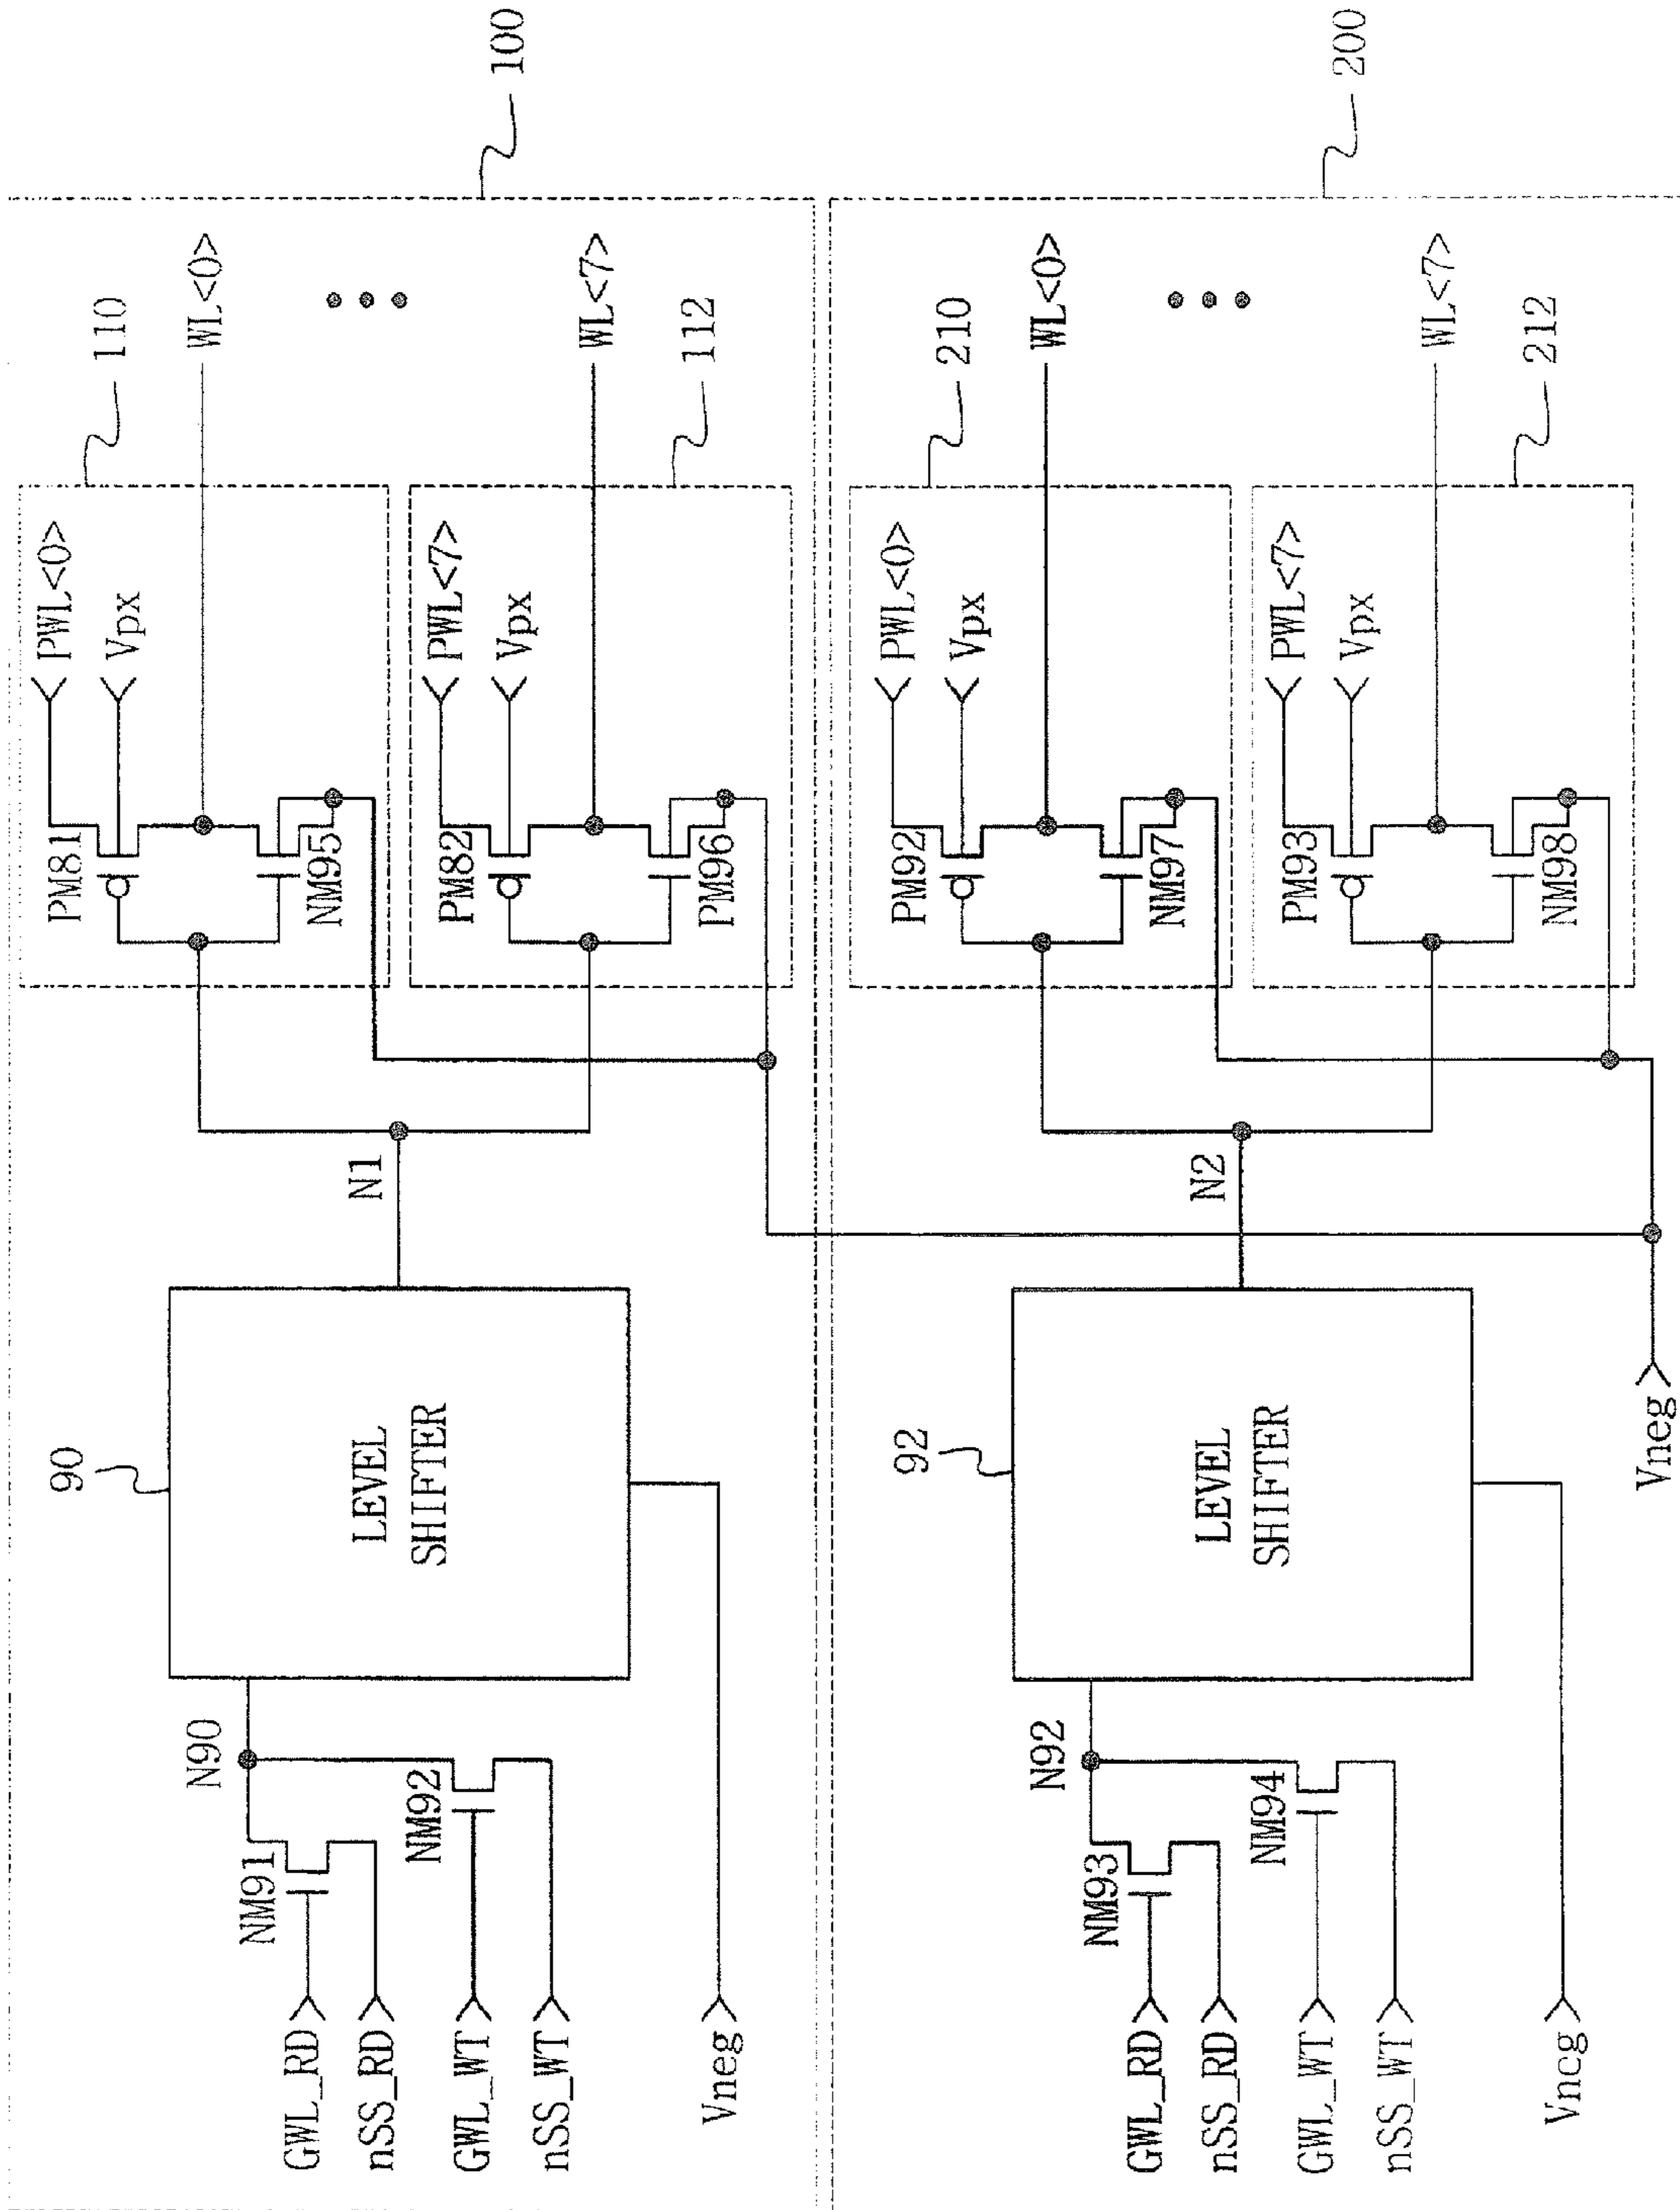 100
110
PWL<0>
Vpx
PM81
NM95
WL<0>
112
PWL<7>
Vpx
PM82
PM96
WL<7>
N1
90
LEVEL
SHIFTER
N90
NM91
NM92
GWL_RD
nSS_RD
GWL_WT
nSS_WT
Vneg
200
210
PWL<0>
Vpx
PM92
NM97
WL<0>
212
PWL<7>
Vpx
PM93
NM98
WL<7>
N2
92
LEVEL
SHIFTER
N92
NM93
NM94
GWL_RD
nSS_RD
GWL_WT
nSS_WT
Vneg
Vneg